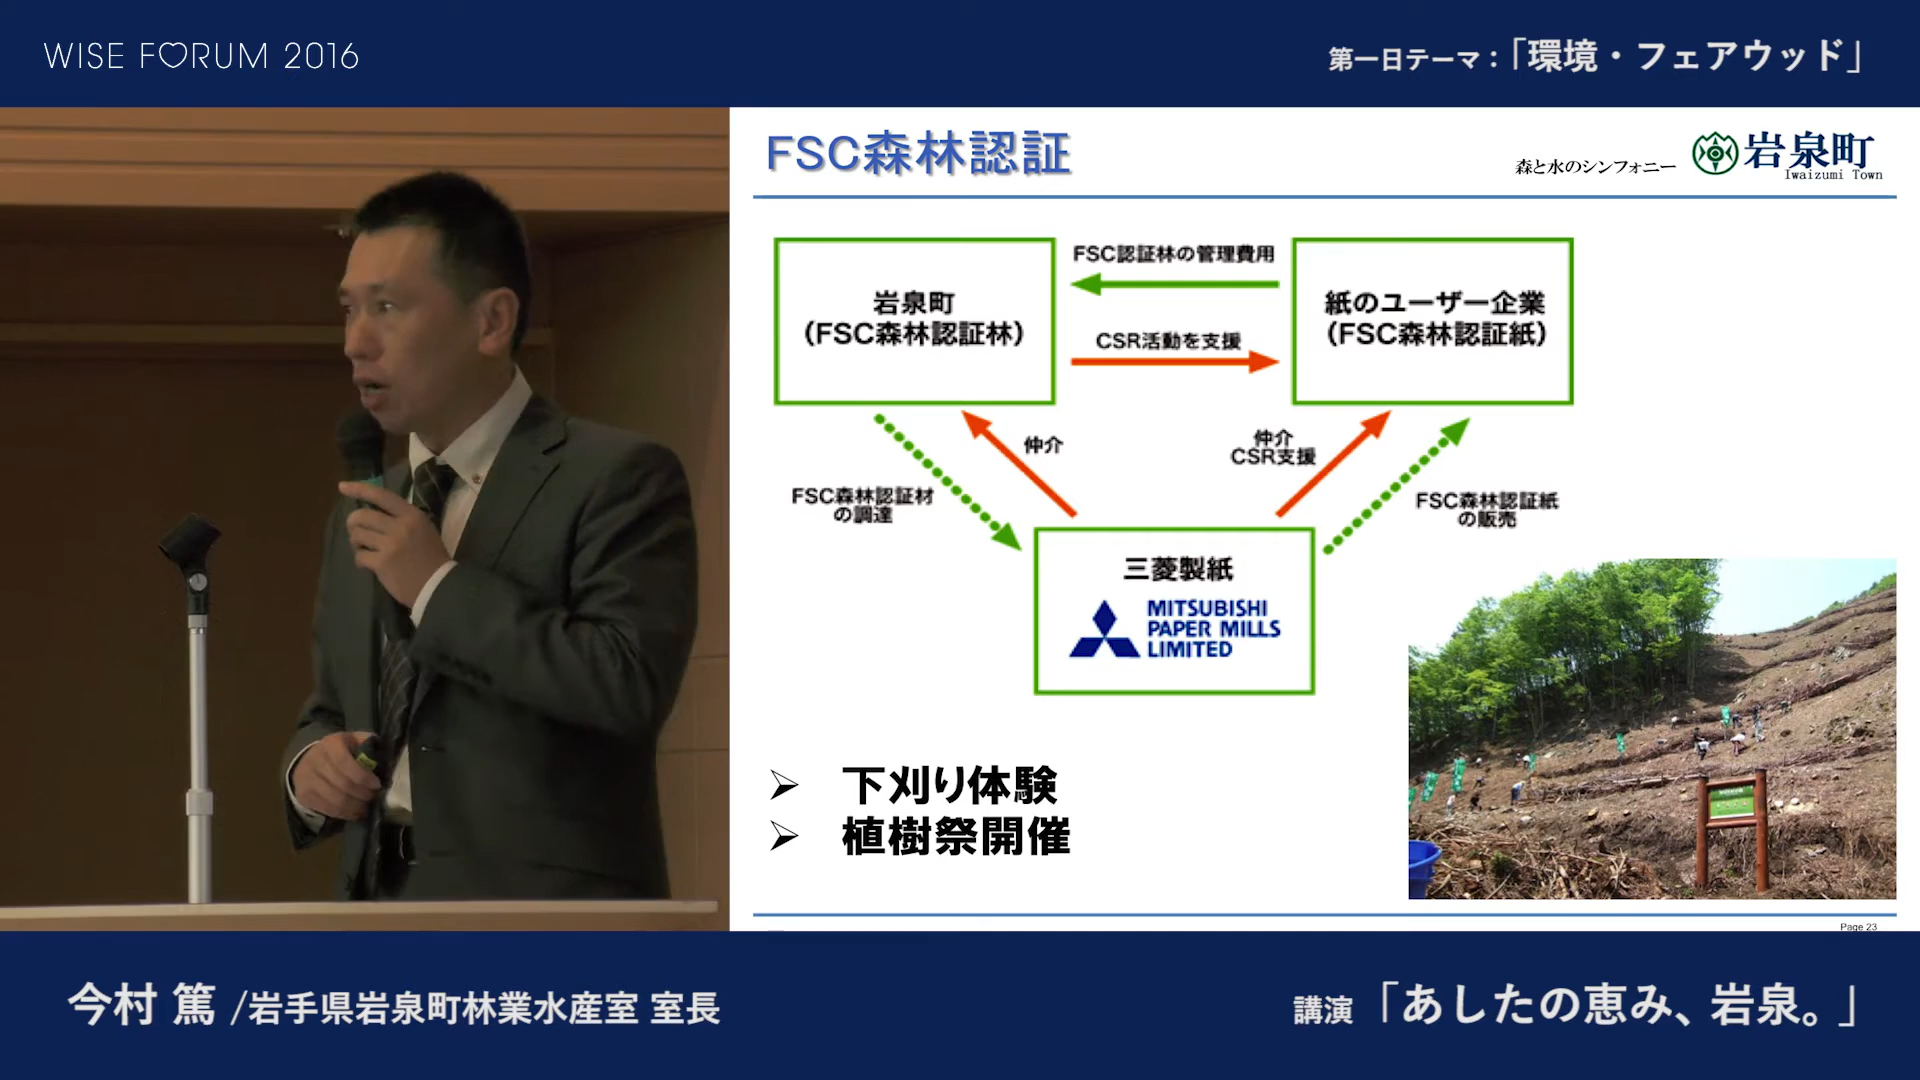 WISE FORUM 2016
第一日テーマ：「環境・フェアウッド」
FSC森林認証
森と水のシンフォニー
岩泉町
Iwaizumi Town
岩泉町
（FSC森林認証林）
FSC認証林の管理費用
CSR活動を支援
紙のユーザー企業
（FSC森林認証紙）
仲介
仲介
CSR支援
FSC森林認証材
の調達
FSC森林認証紙
の販売
三菱製紙
MITSUBISHI
PAPER MILLS
LIMITED
➢ 下刈り体験
➢ 植樹祭開催
Page 23
今村 篤 /岩手県岩泉町林業水産室 室長
講演 「あしたの恵み、岩泉。」